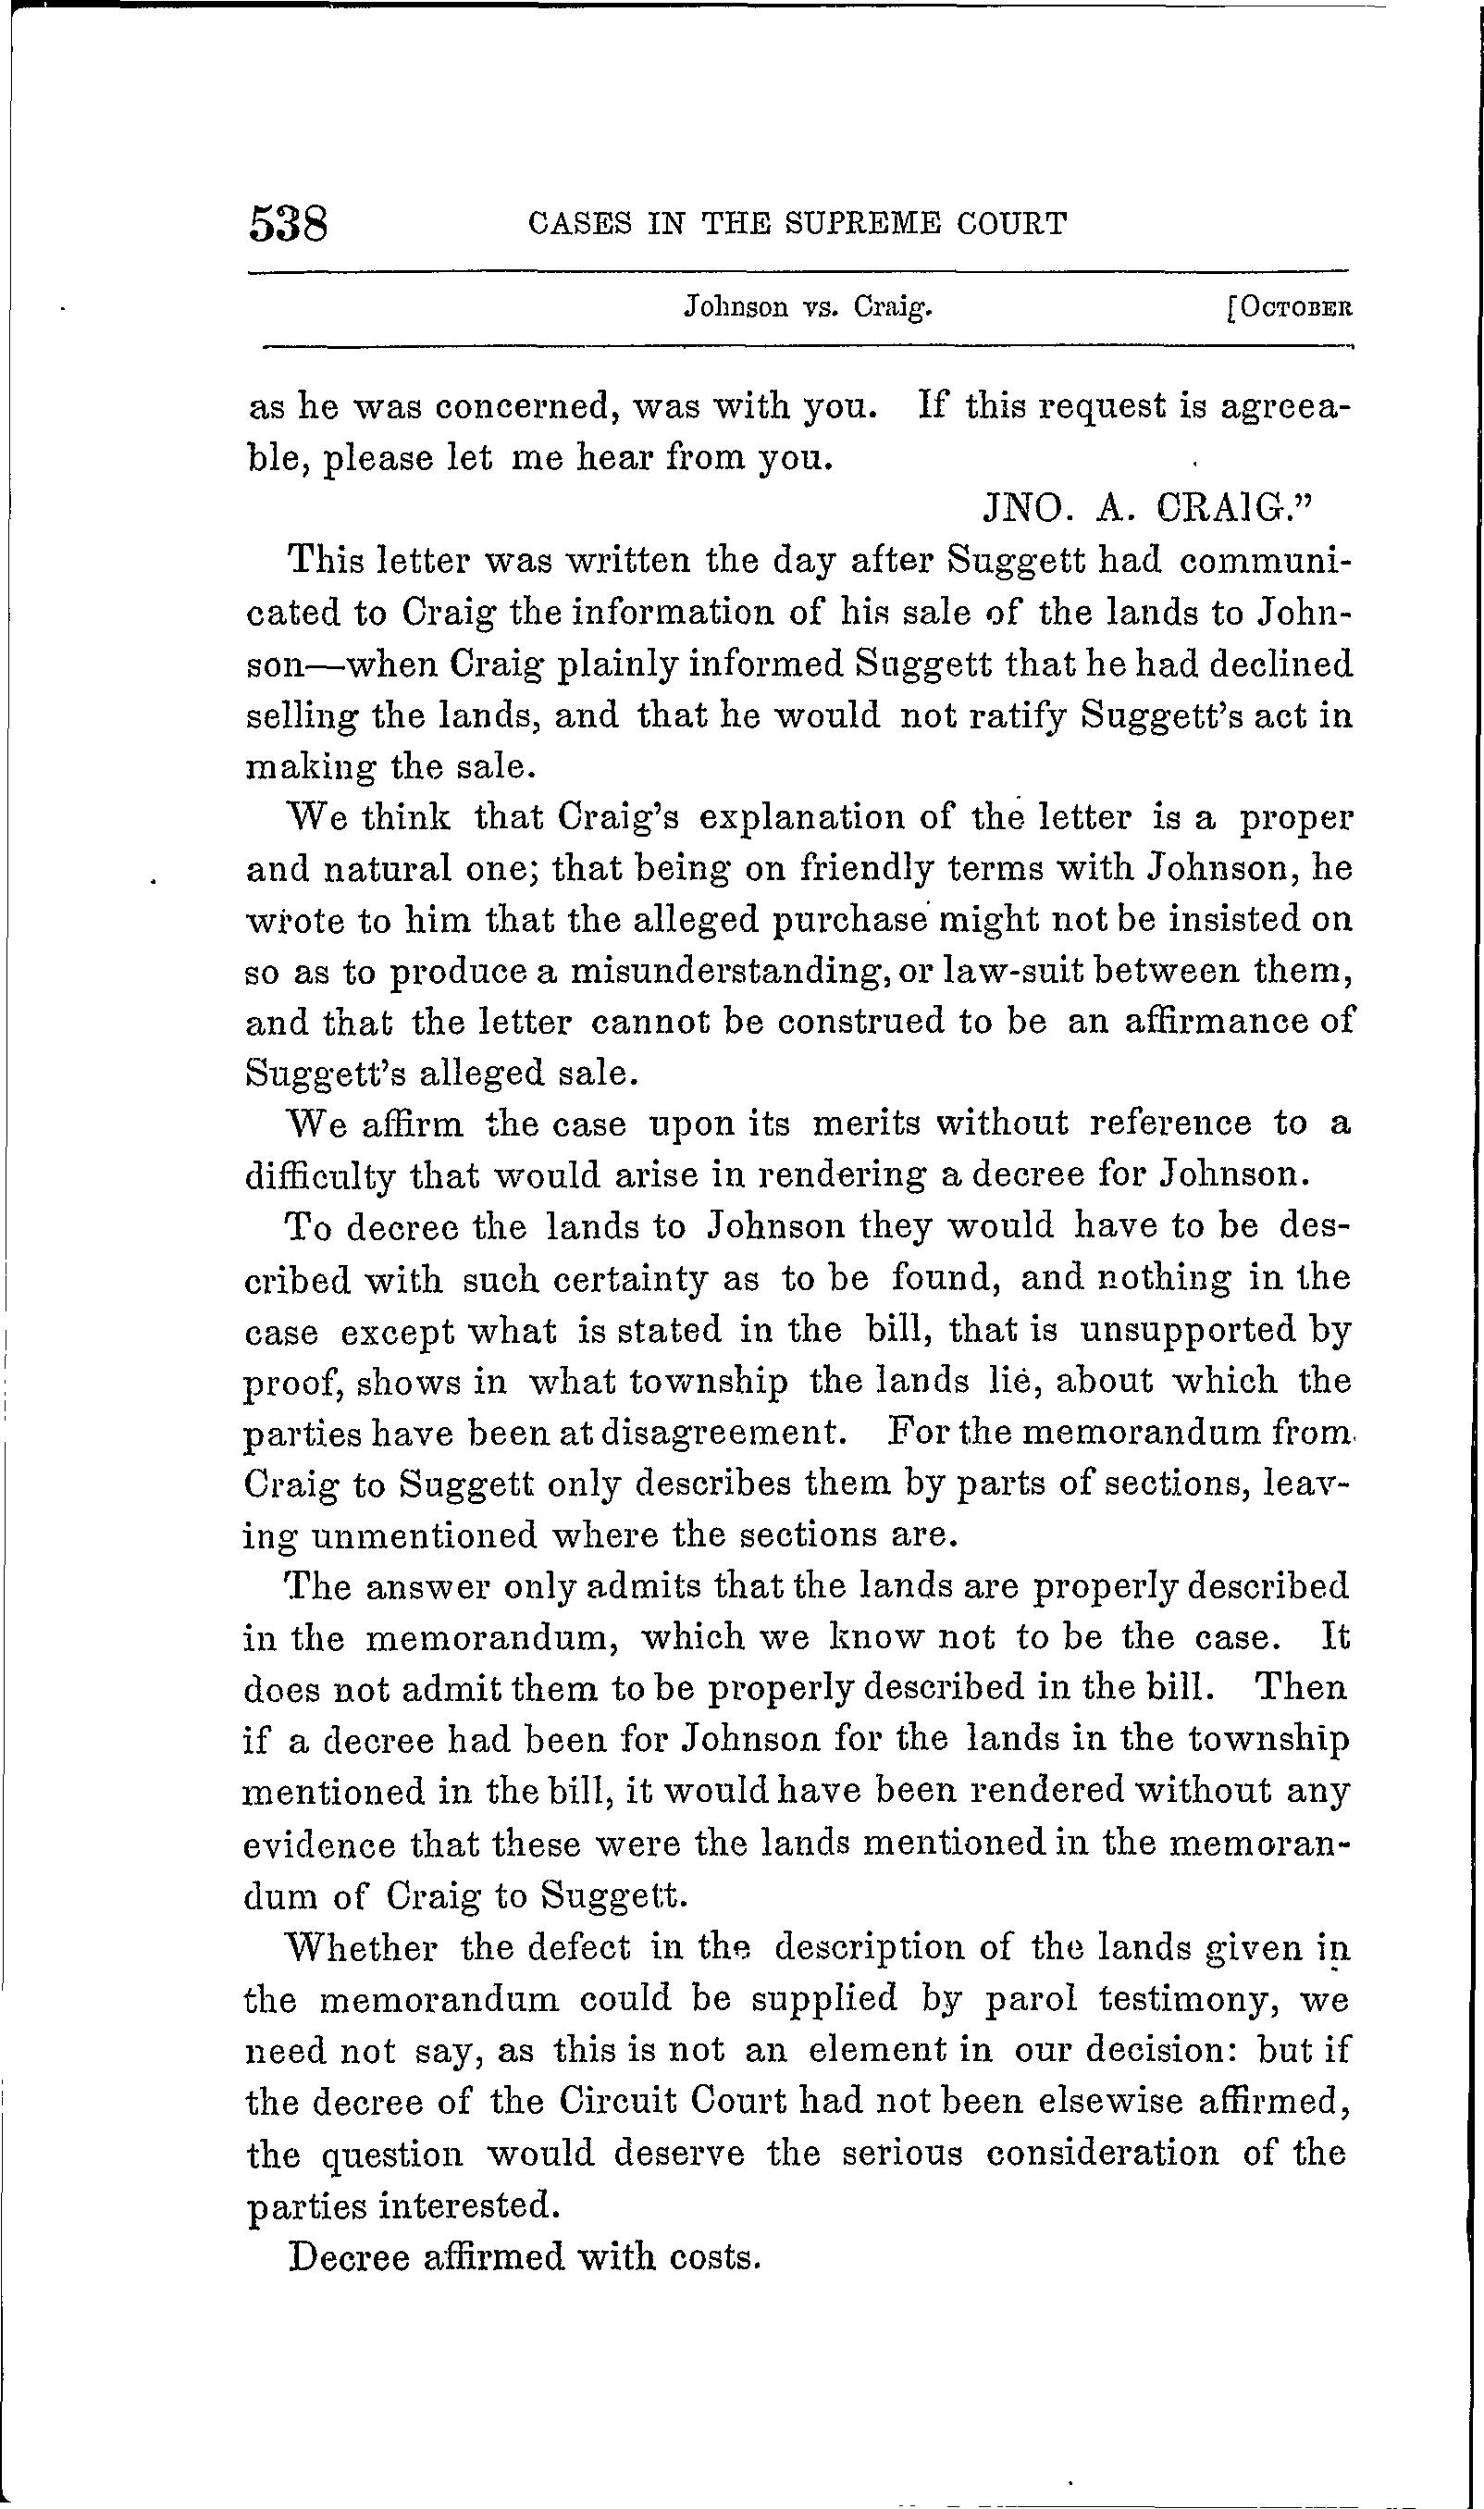 538 CASES IN THE SUPREME COURT
Johnson vs. Craig. [OCTOBER
as he was concerned, was with you. If this request is agreea-
ble, please let me hear from you.
JNO. A. CRAIG.”
This letter was written the day after Suggett had communi-
cated to Craig the information of his sale of the lands to John-
son—when Craig plainly informed Suggett that he had declined
selling the lands, and that he would not ratify Suggett's act in
making the sale.
We think that Craig's explanation of the letter is a proper
and natural one; that being on friendly terms with Johnson, he
wrote to him that the alleged purchase might not be insisted on
so as to produce a misunderstanding, or law-suit between them,
and that the letter cannot be construed to be an affirmance of
Suggett's alleged sale.
We affirm the case upon its merits without reference to a
difficulty that would arise in rendering a decree for Johnson.
To decree the lands to Johnson they would have to be des-
cribed with such certainty as to be found, and nothing in the
case except what is stated in the bill, that is unsupported by
proof, shows in what township the lands lie, about which the
parties have been at disagreement. For the memorandum from
Craig to Suggett only describes them by parts of sections, leav-
ing unmentioned where the sections are.
The answer only admits that the lands are properly described
in the memorandum, which we know not to be the case. It
does not admit them to be properly described in the bill. Then
if a decree had been for Johnson for the lands in the township
mentioned in the bill, it would have been rendered without any
evidence that these were the lands mentioned in the memoran-
dum of Craig to Suggett.
Whether the defect in the description of the lands given in
the memorandum could be supplied by parol testimony, we
need not say, as this is not an element in our decision: but if
the decree of the Circuit Court had not been elsewise affirmed,
the question would deserve the serious consideration of the
parties interested.
Decree affirmed with costs.